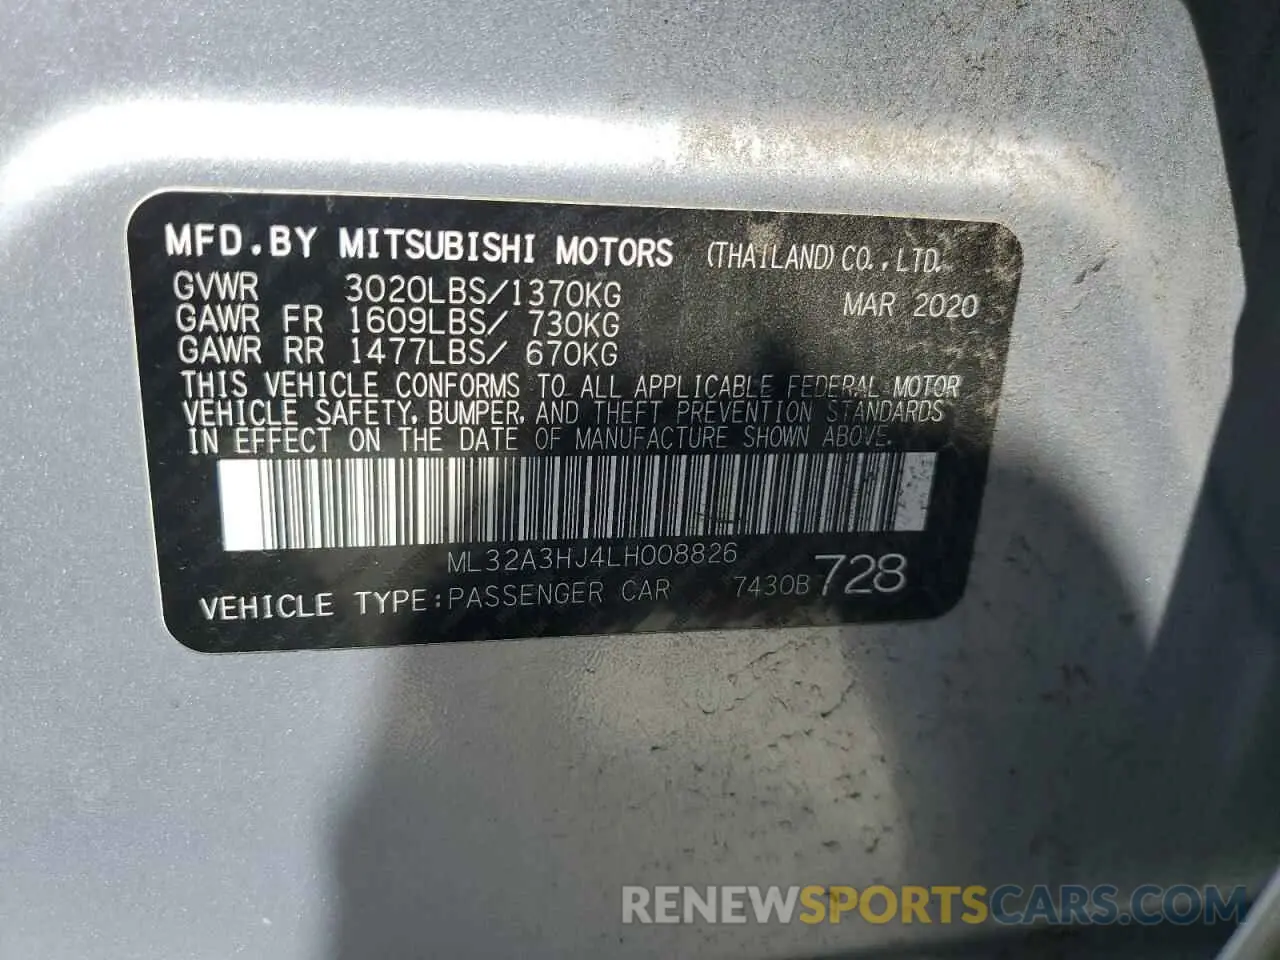 MFD.BY MITSUBISHI MOTORS (THAILAND) CO.,LTD.
GVWR 3020LBS/1370KG MAR 2020
GAWR FR 1609LBS/ 730KG
GAWR RR 1477LBS/ 670KG
THIS VEHICLE CONFORMS TO ALL APPLICABLE FEDERAL MOTOR
VEHICLE SAFETY, BUMPER, AND THEFT PREVENTION STANDARDS
IN EFFECT ON THE DATE OF MANUFACTURE SHOWN ABOVE.
ML32A3HJ4LH008826
VEHICLE TYPE:PASSENGER CAR 7430B 728
RENEWSPORTSCARS.COM